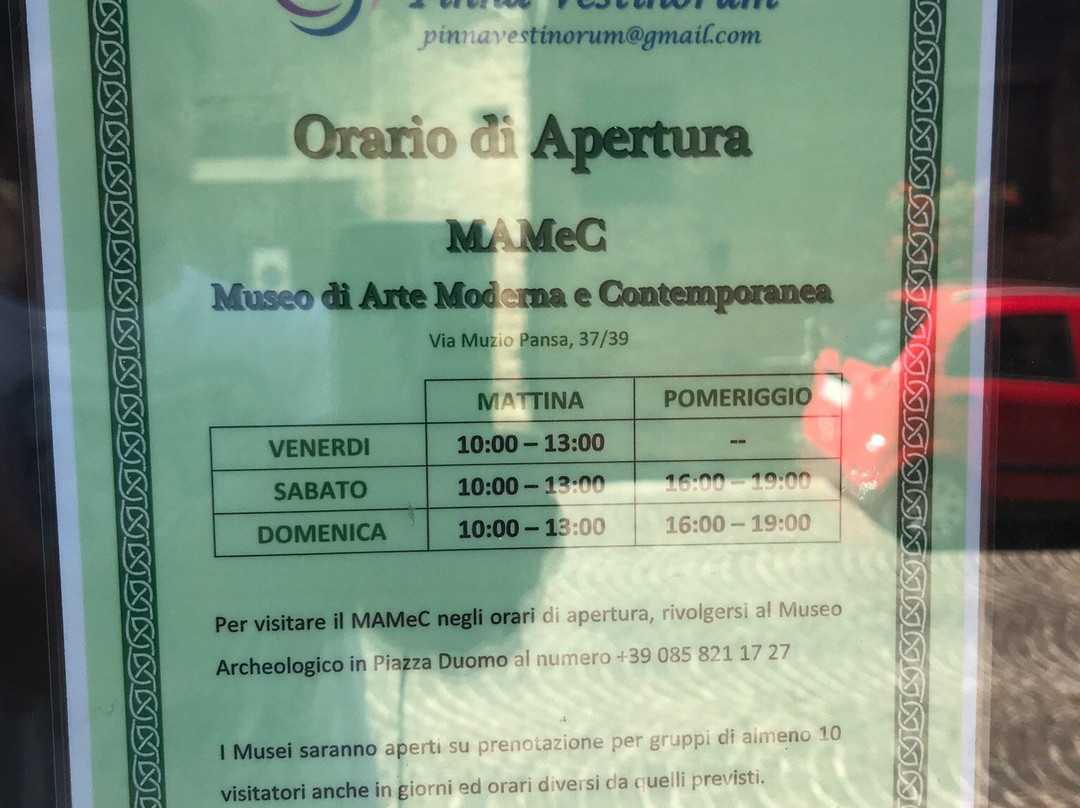 Pinna Vestinorum
pinnavestinorum@gmail.com
Orario di Apertura
MAMeC
Museo di Arte Moderna e Contemporanea
Via Muzio Pansa, 37/39
MATTINA POMERIGGIO
VENERDI 10:00 – 13:00 --
SABATO 10:00 – 13:00 16:00 – 19:00
DOMENICA 10:00 – 13:00 16:00 – 19:00
Per visitare il MAMeC negli orari di apertura, rivolgersi al Museo
Archeologico in Piazza Duomo al numero +39 085 821 17 27
I Musei saranno aperti su prenotazione per gruppi di almeno 10
visitatori anche in giorni ed orari diversi da quelli previsti.